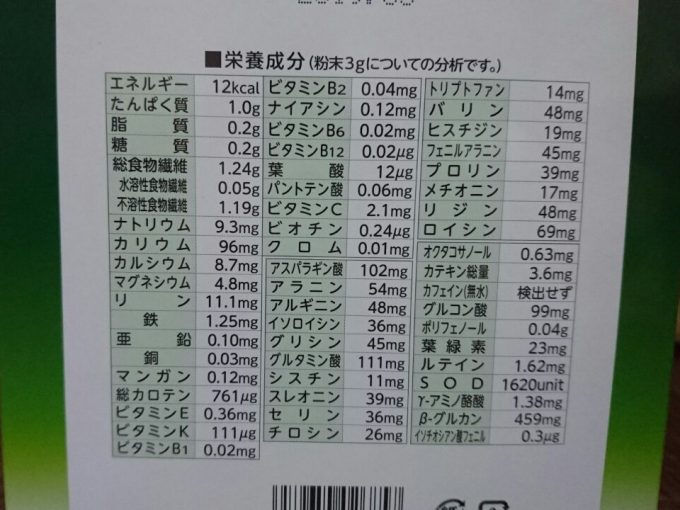 ■栄養成分(粉末3gについての分析です。)
エネルギー 12kcal
たんぱく質 1.0g
脂質 0.2g
糖質 0.2g
総食物繊維 1.24g
水溶性食物繊維 0.05g
不溶性食物繊維 1.19g
ナトリウム 9.3mg
カリウム 96mg
カルシウム 8.7mg
マグネシウム 4.8mg
リン 11.1mg
鉄 1.25mg
亜鉛 0.10mg
銅 0.03mg
マンガン 0.12mg
総カロテン 761μg
ビタミンE 0.36mg
ビタミンK 111μg
ビタミンB1 0.02mg
ビタミンB2 0.04mg
ナイアシン 0.12mg
ビタミンB6 0.02mg
ビタミンB12 0.02μg
葉酸 12μg
パントテン酸 0.06mg
ビタミンC 2.1mg
ビオチン 0.24μg
クロム 0.01mg
アスパラギン酸 102mg
アラニン 54mg
アルギニン 48mg
イソロイシン 36mg
グリシン 45mg
グルタミン酸 111mg
シスチン 11mg
スレオニン 39mg
セリン 36mg
チロシン 26mg
トリプトファン 14mg
バリン 48mg
ヒスチジン 19mg
フェニルアラニン 45mg
プロリン 39mg
メチオニン 17mg
リジン 48mg
ロイシン 69mg
オクタコサノール 0.63mg
カテキン総量 3.6mg
カフェイン(無水) 検出せず
グルコン酸 99mg
ポリフェノール 0.04g
葉緑素 23mg
ルテイン 1.62mg
SOD 1620unit
γ-アミノ酪酸 1.38mg
β-グルカン 459mg
イソチオシアン酸フェニル 0.3μg